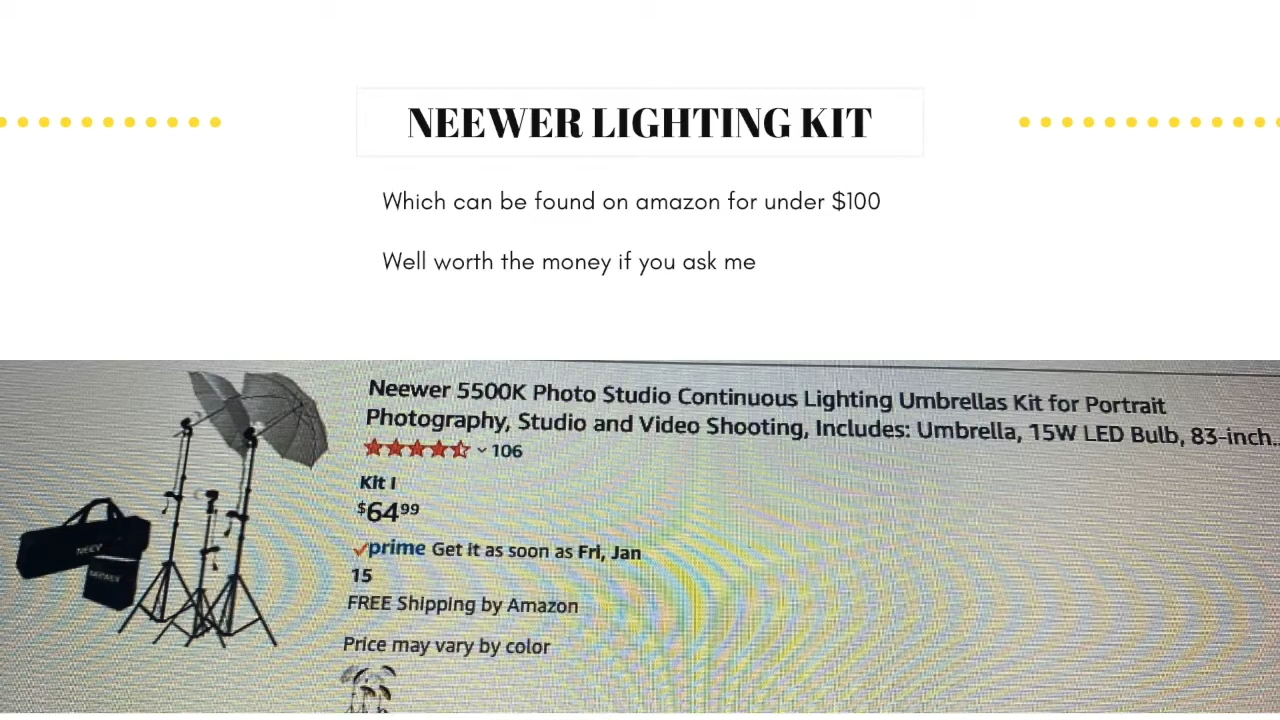 NEEWER LIGHTING KIT
Which can be found on amazon for under $100
Well worth the money if you ask me
Neewer 5500K Photo Studio Continuous Lighting Umbrellas Kit for Portrait
Photography, Studio and Video Shooting, Includes: Umbrella, 15W LED Bulb, 83-inch...
106
Kit I
$6499
prime Get it as soon as Fri, Jan
15
FREE Shipping by Amazon
Price may vary by color
NEEWER